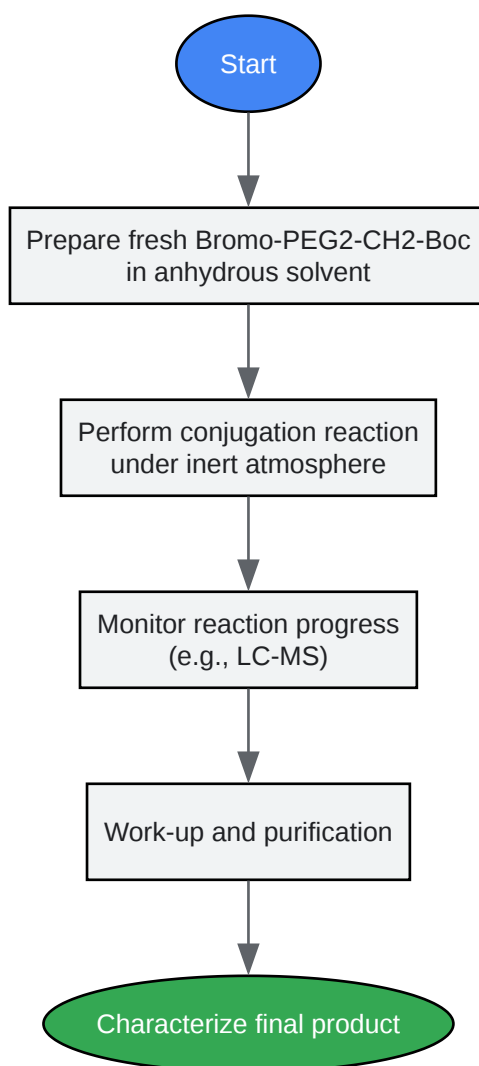 Start
Prepare fresh Bromo-PEG2-CH2-Boc
in anhydrous solvent
Perform conjugation reaction
under inert atmosphere
Monitor reaction progress
(e.g., LC-MS)
Work-up and purification
Characterize final product